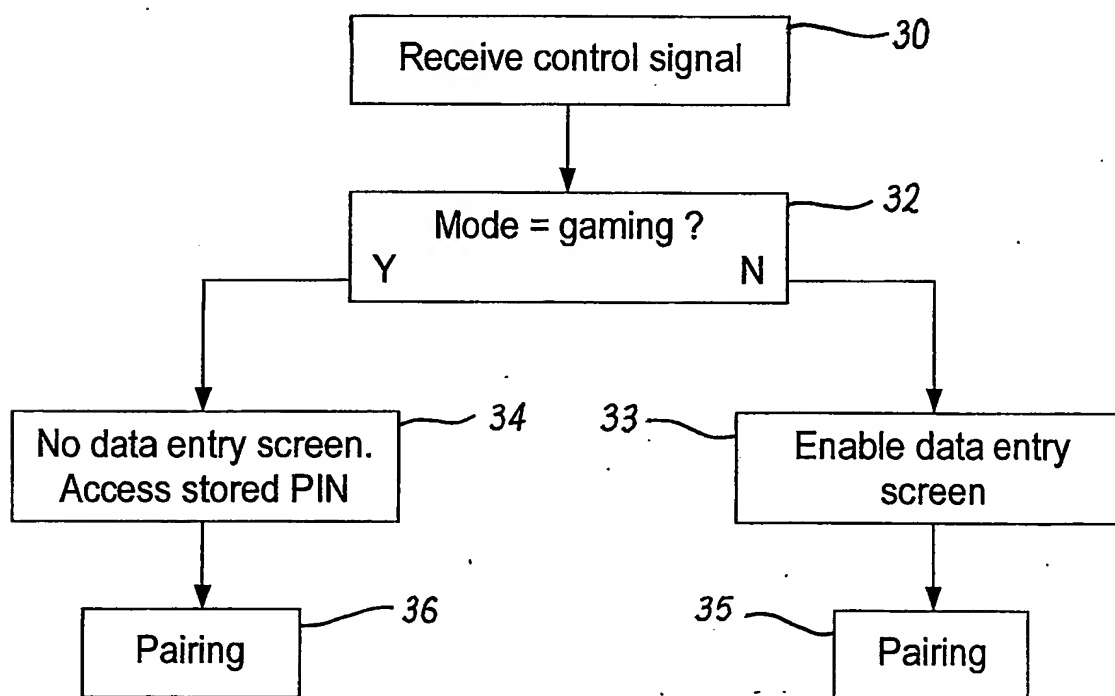 Receive control signal
30
Mode = gaming ?
Y N
32
No data entry screen.
Access stored PIN
34
33
Enable data entry
screen
Pairing
36
35
Pairing